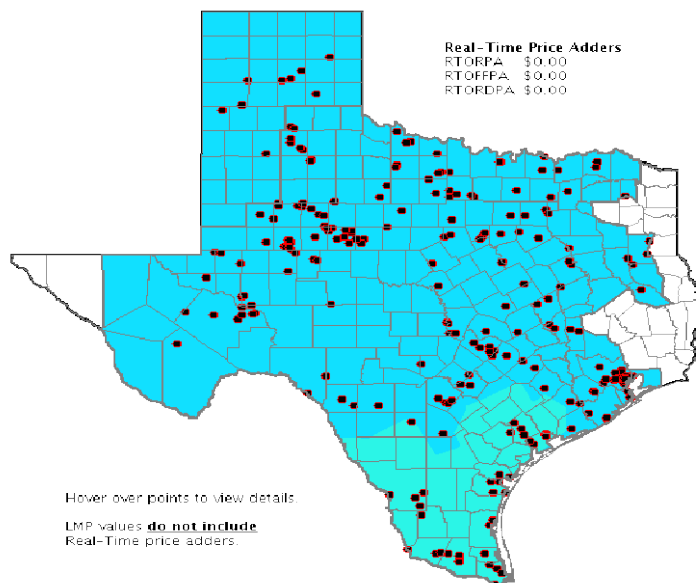 Real-Time Price Adders
RTORPA $0.00
RTOFFPA $0.00
RTORDPA $0.00
Hover over points to view details.
LMP values do not include
Real-Time price adders.